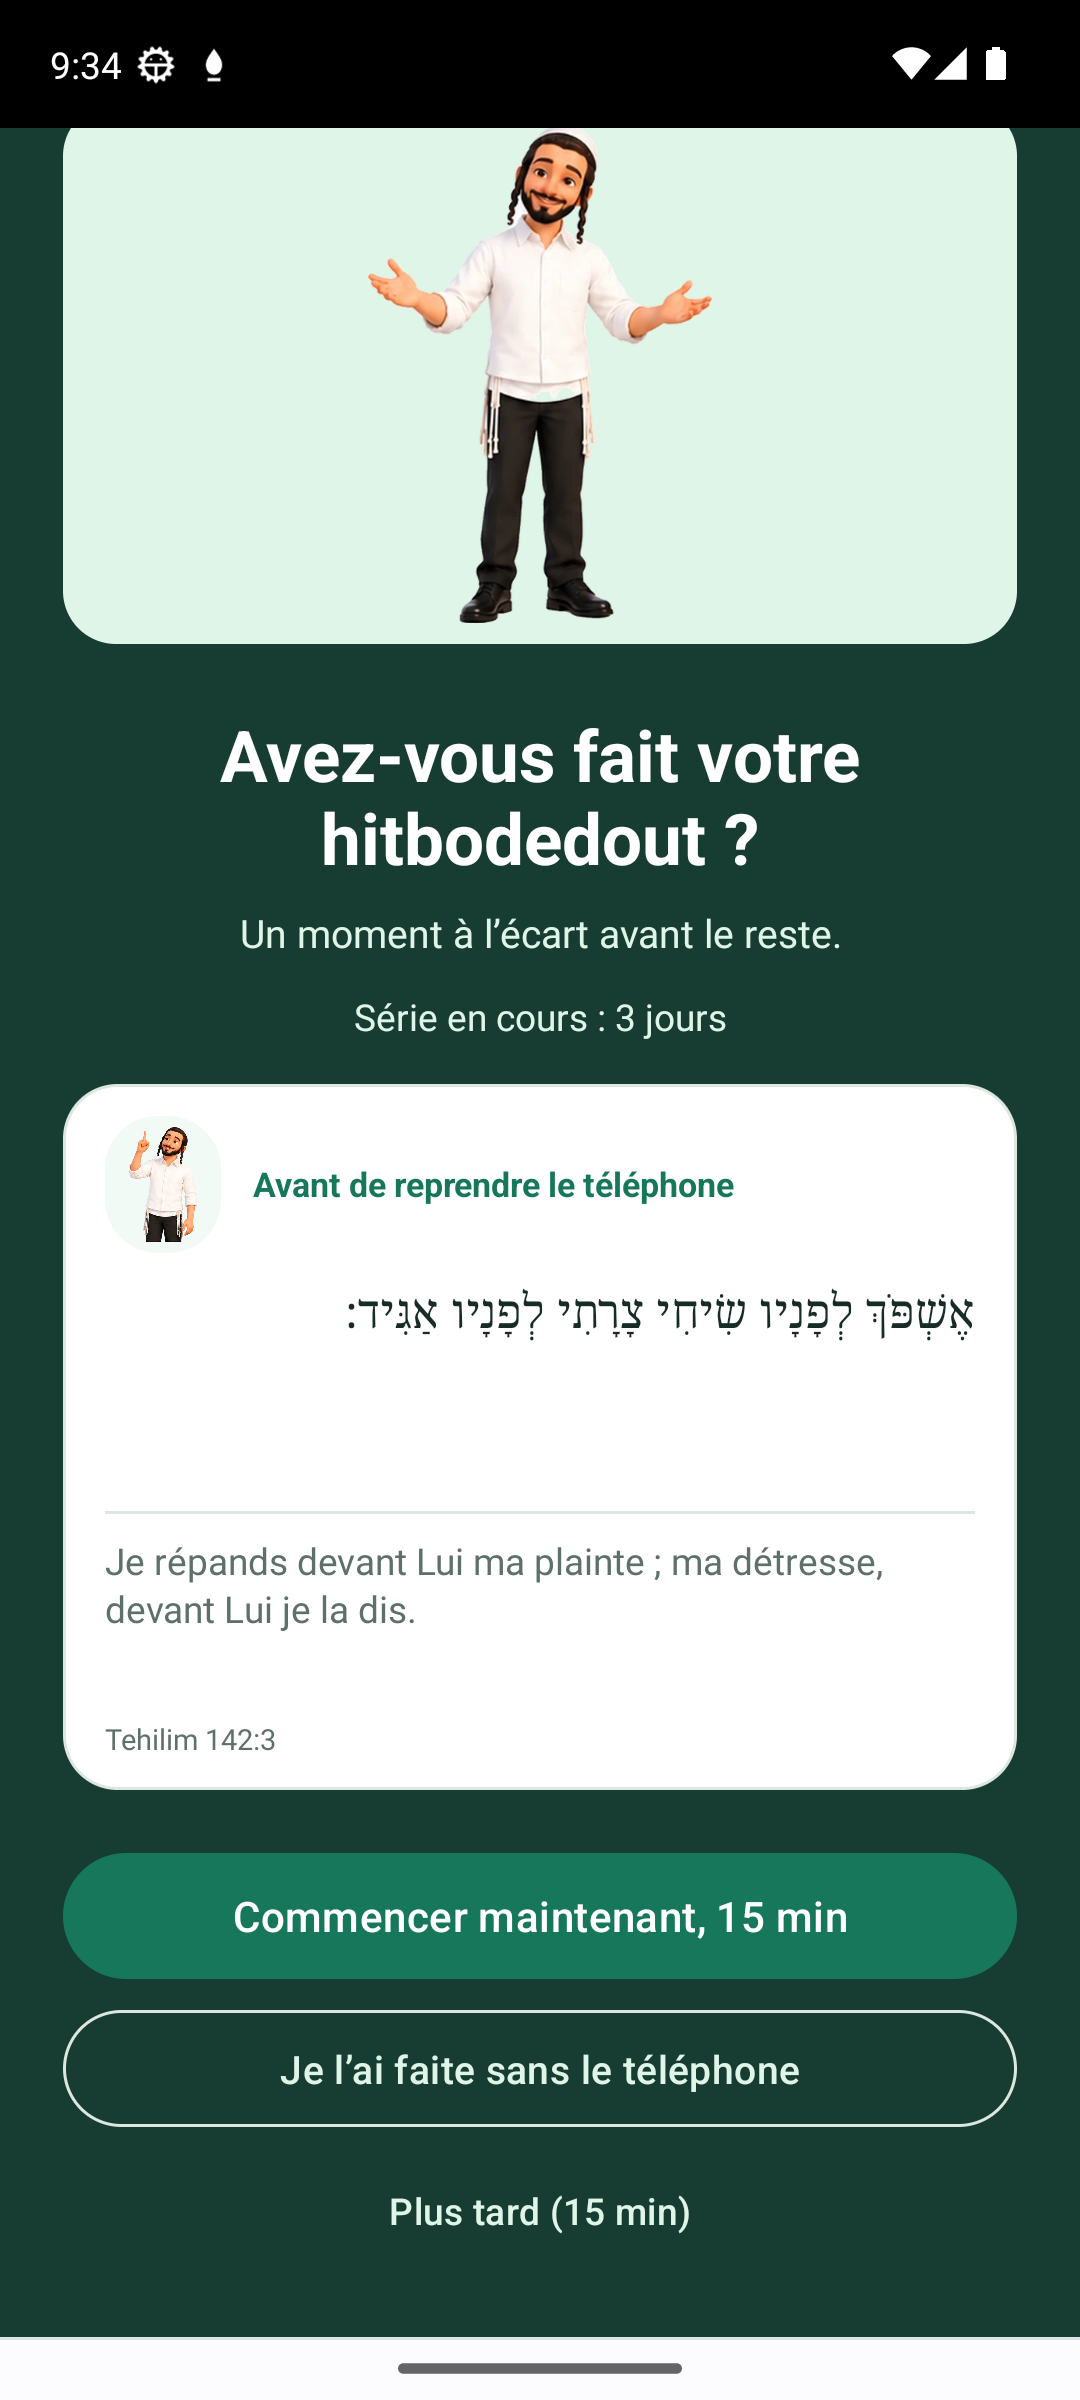 9:34
Avez-vous fait votre
hitbodedout ?
Un moment à l’écart avant le reste.
Série en cours : 3 jours
Avant de reprendre le téléphone
אֶשְׁפֹּךְ לְפָנָיו שִׂיחִי צָרָתִי לְפָנָיו אַגִּיד:
Je répands devant Lui ma plainte ; ma détresse,
devant Lui je la dis.
Tehilim 142:3
Commencer maintenant, 15 min
Je l’ai faite sans le téléphone
Plus tard (15 min)